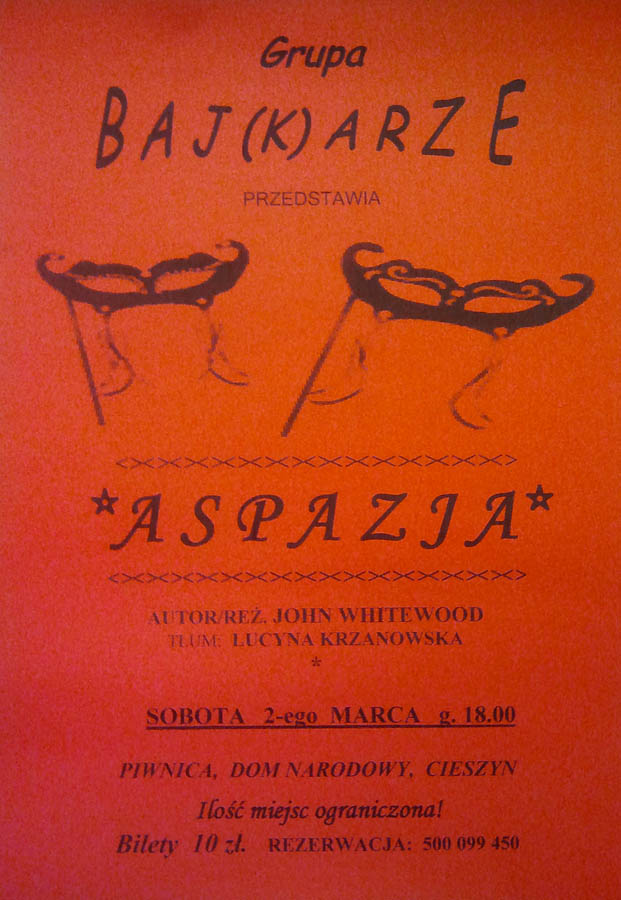 Grupa
BAJ(K)ARZE
PRZEDSTAWIA
<><><><><><><><><><><><><>
*ASPAZJA*
<><><><><><><><><><><><><>
AUTOR/REŻ. JOHN WHITEWOOD
TŁUM: LUCYNA KRZANOWSKA
*
SOBOTA 2-ego MARCA g. 18.00
PIWNICA, DOM NARODOWY, CIESZYN
Ilość miejsc ograniczona!
Bilety 10 zł. REZERWACJA: 500 099 450